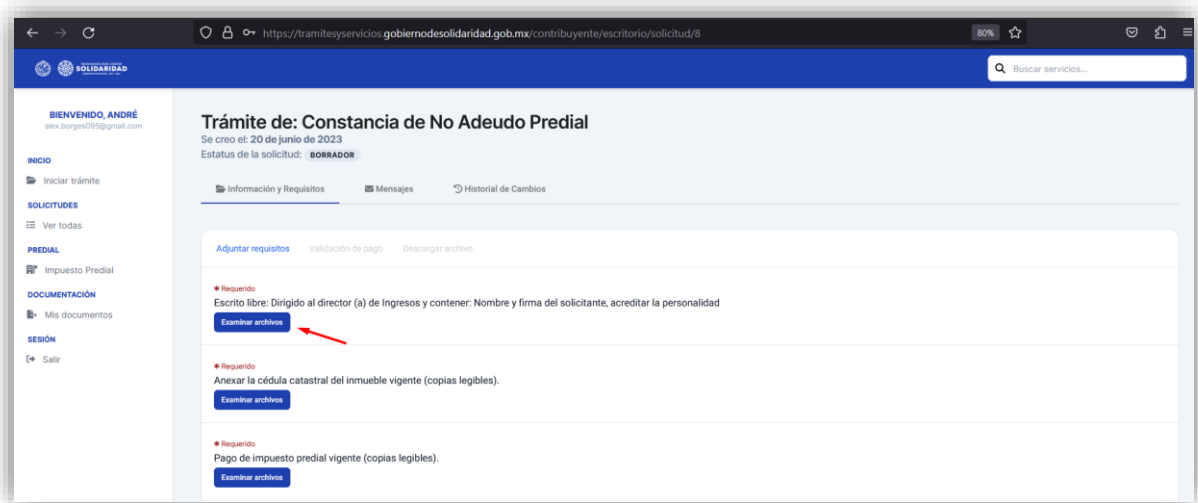 https://tramitesyservicios.gobiernodesolidaridad.gob.mx/contribuyente/escritorio/solicitud/8
80%
SOLIDARIDAD
Buscar servicios...
BIENVENIDO, ANDRÉ
alex.borges095@gmail.com
INICIO
Iniciar trámite
SOLICITUDES
Ver todas
PREDIAL
Impuesto Predial
DOCUMENTACIÓN
Mis documentos
SESIÓN
Salir
Trámite de: Constancia de No Adeudo Predial
Se creo el: 20 de junio de 2023
Estatus de la solicitud: BORRADOR
Información y Requisitos Mensajes Historial de Cambios
Adjuntar requisitos Validación de pago Descargar archivo
* Requerido
Escrito libre: Dirigido al director (a) de Ingresos y contener: Nombre y firma del solicitante, acreditar la personalidad
Examinar archivos
* Requerido
Anexar la cédula catastral del inmueble vigente (copias legibles).
Examinar archivos
* Requerido
Pago de impuesto predial vigente (copias legibles).
Examinar archivos